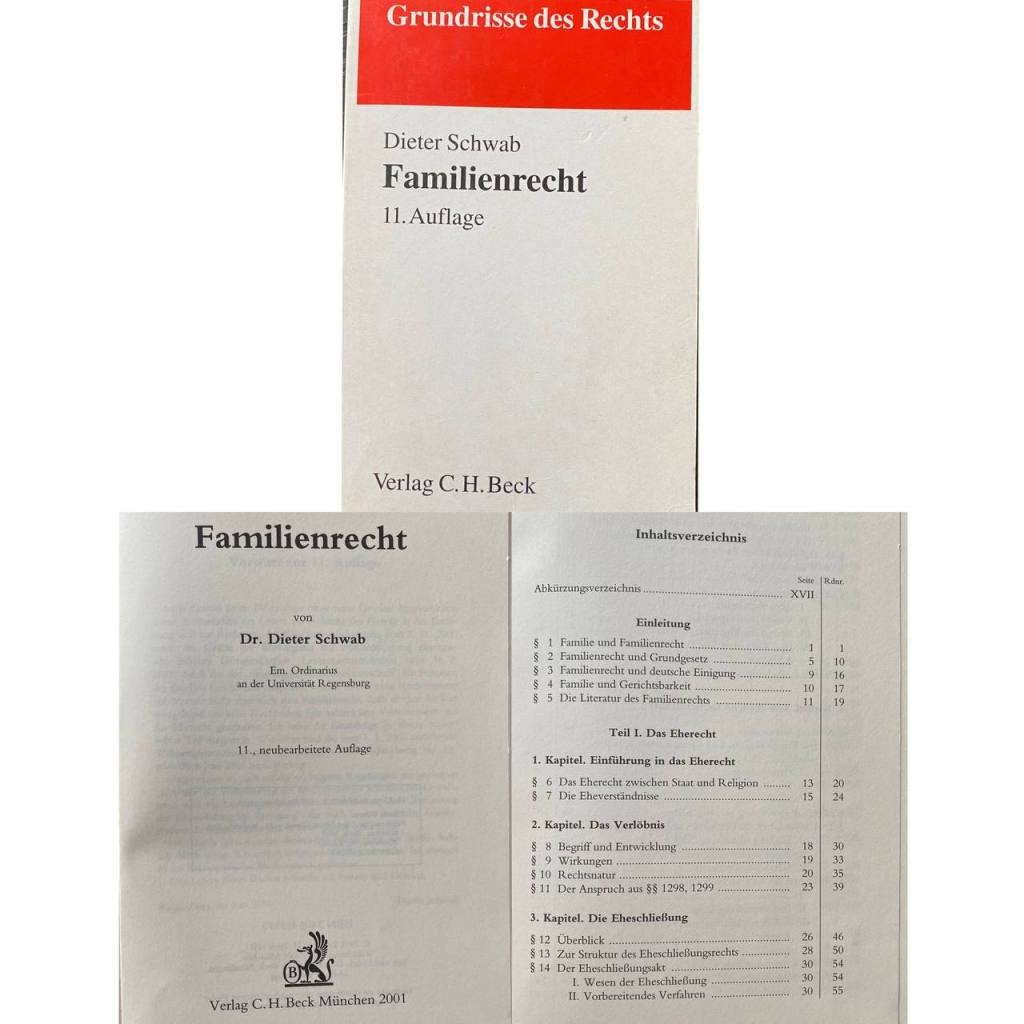 Grundrisse des Rechts
Dieter Schwab
Familienrecht
11. Auflage
Verlag C.H.Beck
Familienrecht
von
Dr. Dieter Schwab
Em. Ordinarius
an der Universität Regensburg
11., neubearbeitete Auflage
B
Verlag C.H.Beck München 2001
Inhaltsverzeichnis
Seite Rdnr.
Abkürzungsverzeichnis ........ XVII
Einleitung
§ 1 Familie und Familienrecht ........ 1 1
§ 2 Familienrecht und Grundgesetz ........ 5 10
§ 3 Familienrecht und deutsche Einigung ........ 9 16
§ 4 Familie und Gerichtsbarkeit ........ 10 17
§ 5 Die Literatur des Familienrechts ........ 11 19
Teil I. Das Eherecht
1. Kapitel. Einführung in das Eherecht
§ 6 Das Eherecht zwischen Staat und Religion ........ 13 20
§ 7 Die Eheverständnisse ........ 15 24
2. Kapitel. Das Verlöbnis
§ 8 Begriff und Entwicklung ........ 18 30
§ 9 Wirkungen ........ 19 33
§ 10 Rechtsnatur ........ 20 35
§ 11 Der Anspruch aus §§ 1298, 1299 ........ 23 39
3. Kapitel. Die Eheschließung
§ 12 Überblick ........ 26 46
§ 13 Zur Struktur des Eheschließungsrechts ........ 28 50
§ 14 Der Eheschließungsakt ........ 30 54
I. Wesen der Eheschließung ........ 30 54
II. Vorbereitendes Verfahren ........ 30 55